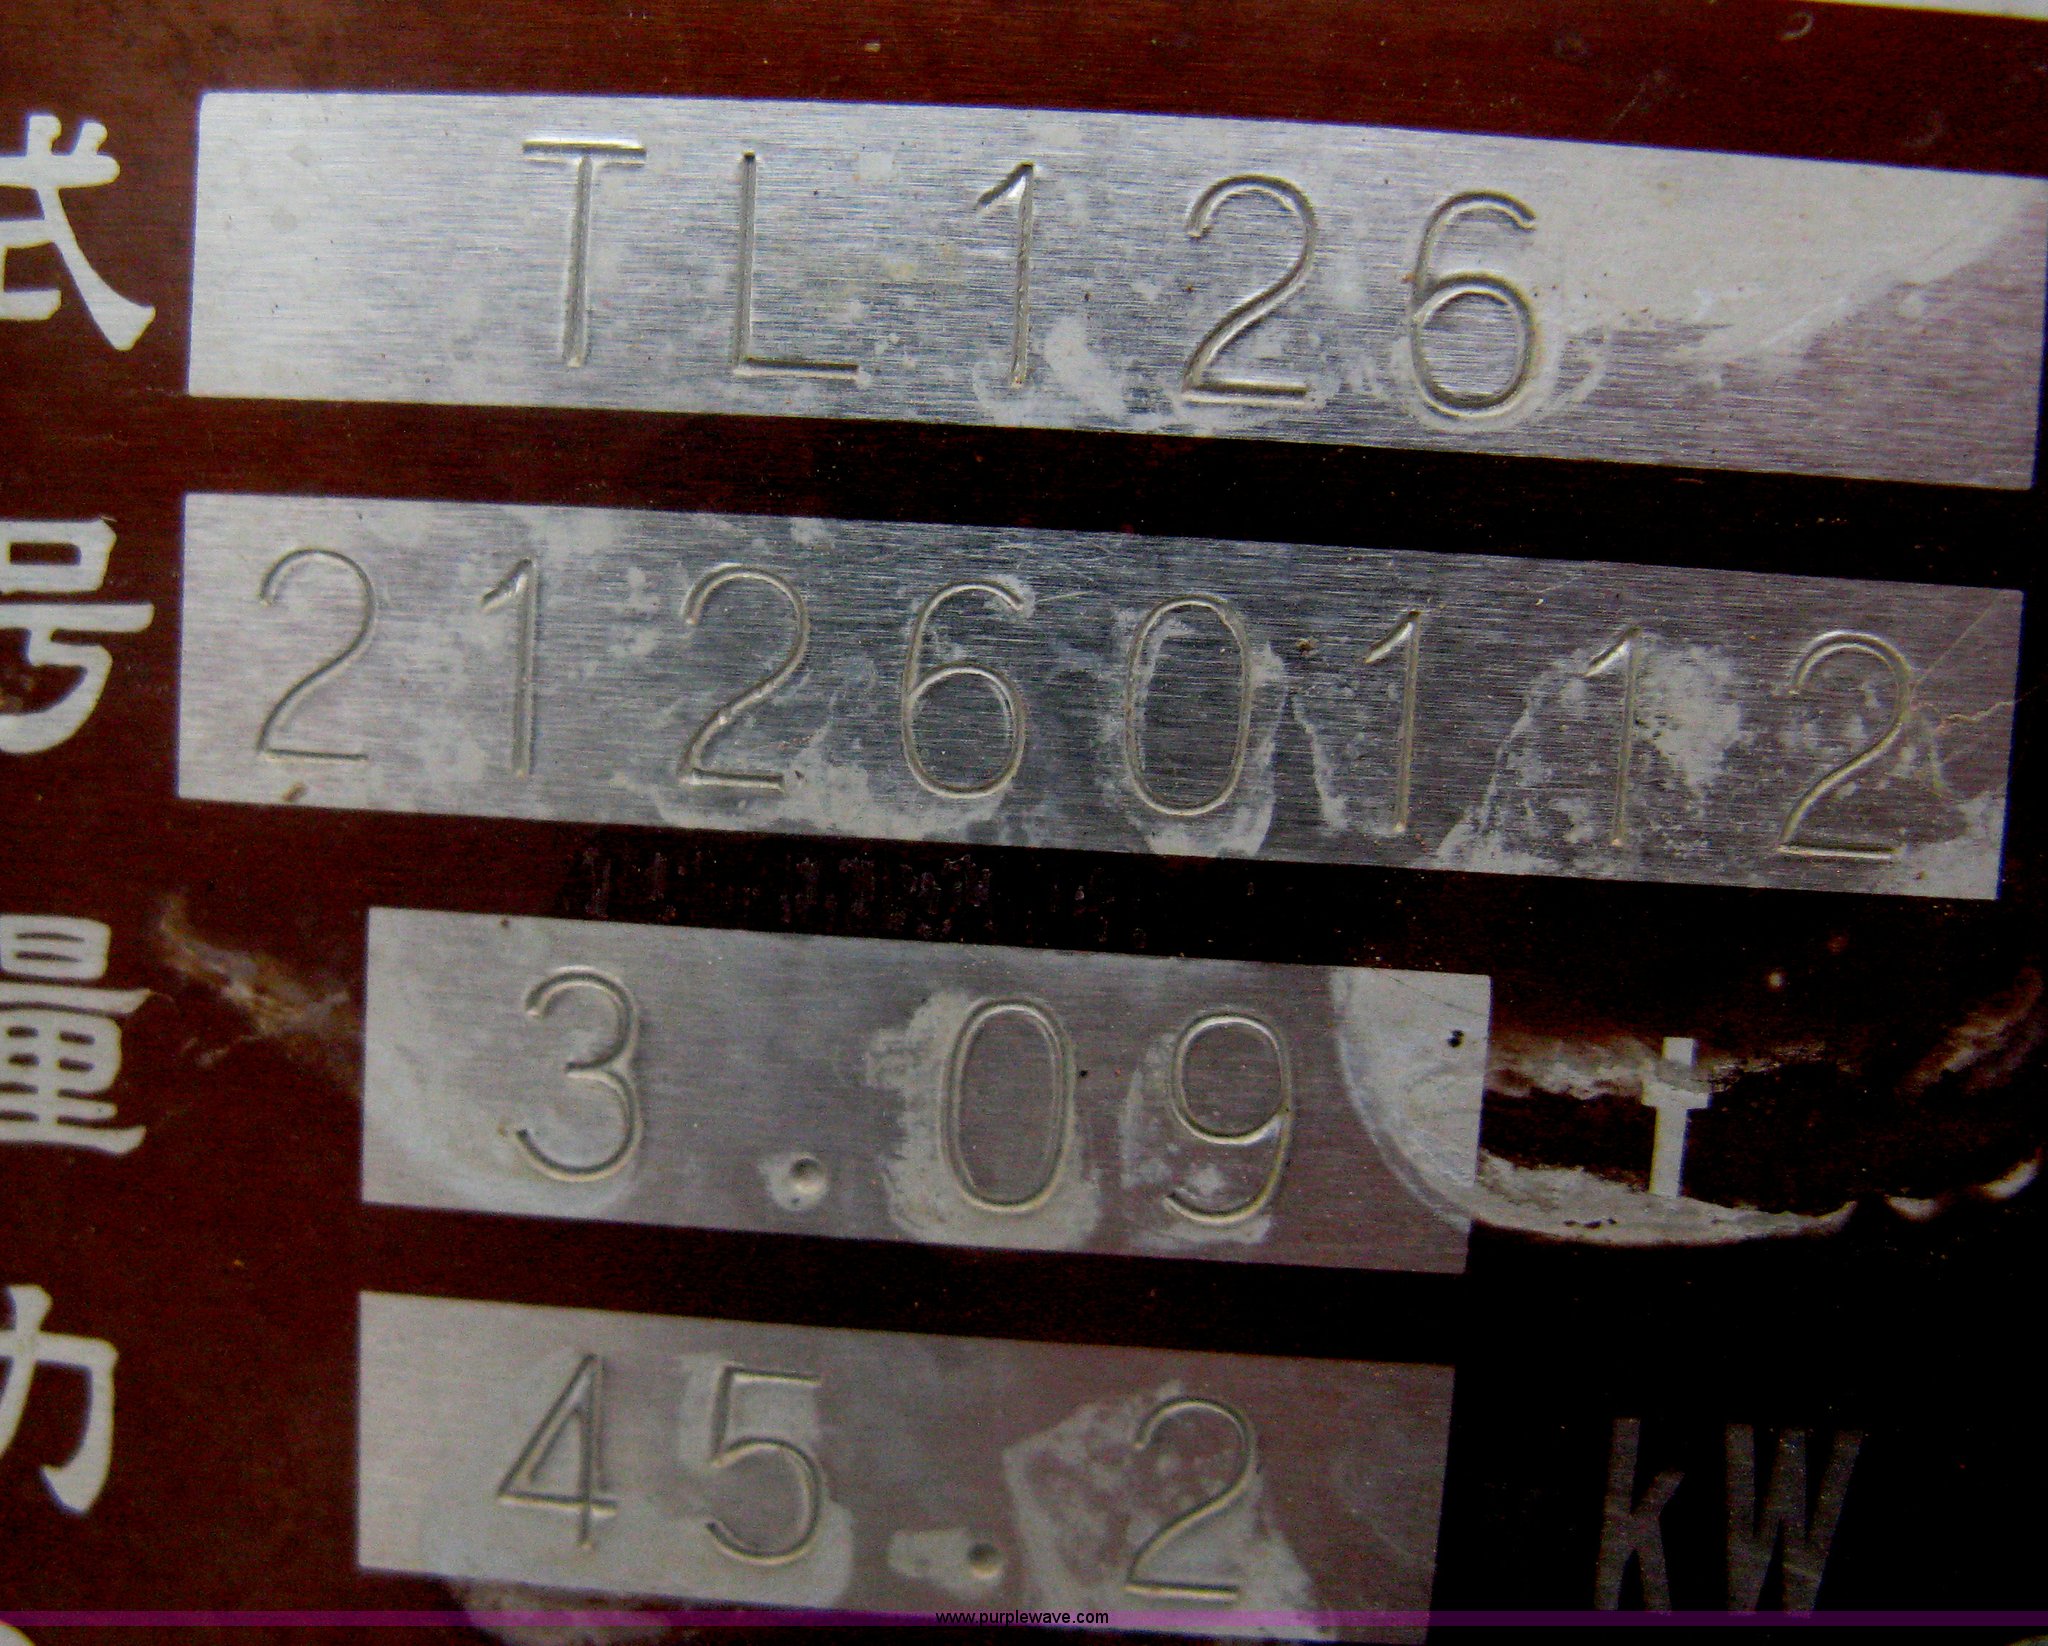 式 TL126
号 21260112
量 3.09 t
力 45.2 kW
www.purplewave.com